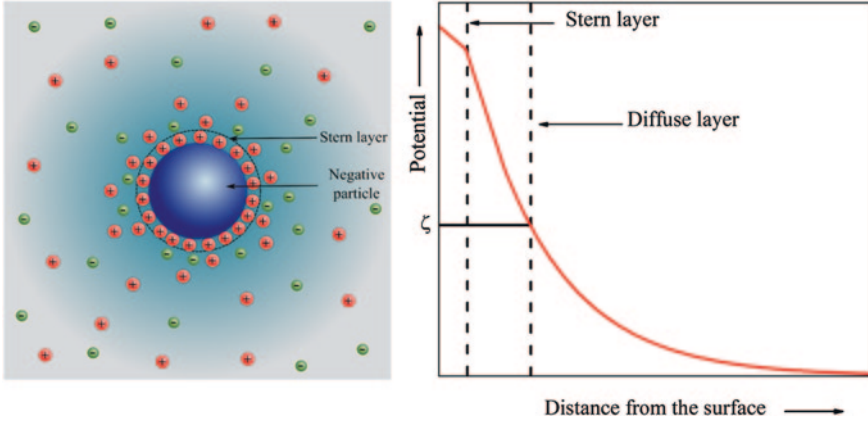 Stern layer
Negative
particle
Stern layer
Diffuse layer
Potential
ζ
Distance from the surface